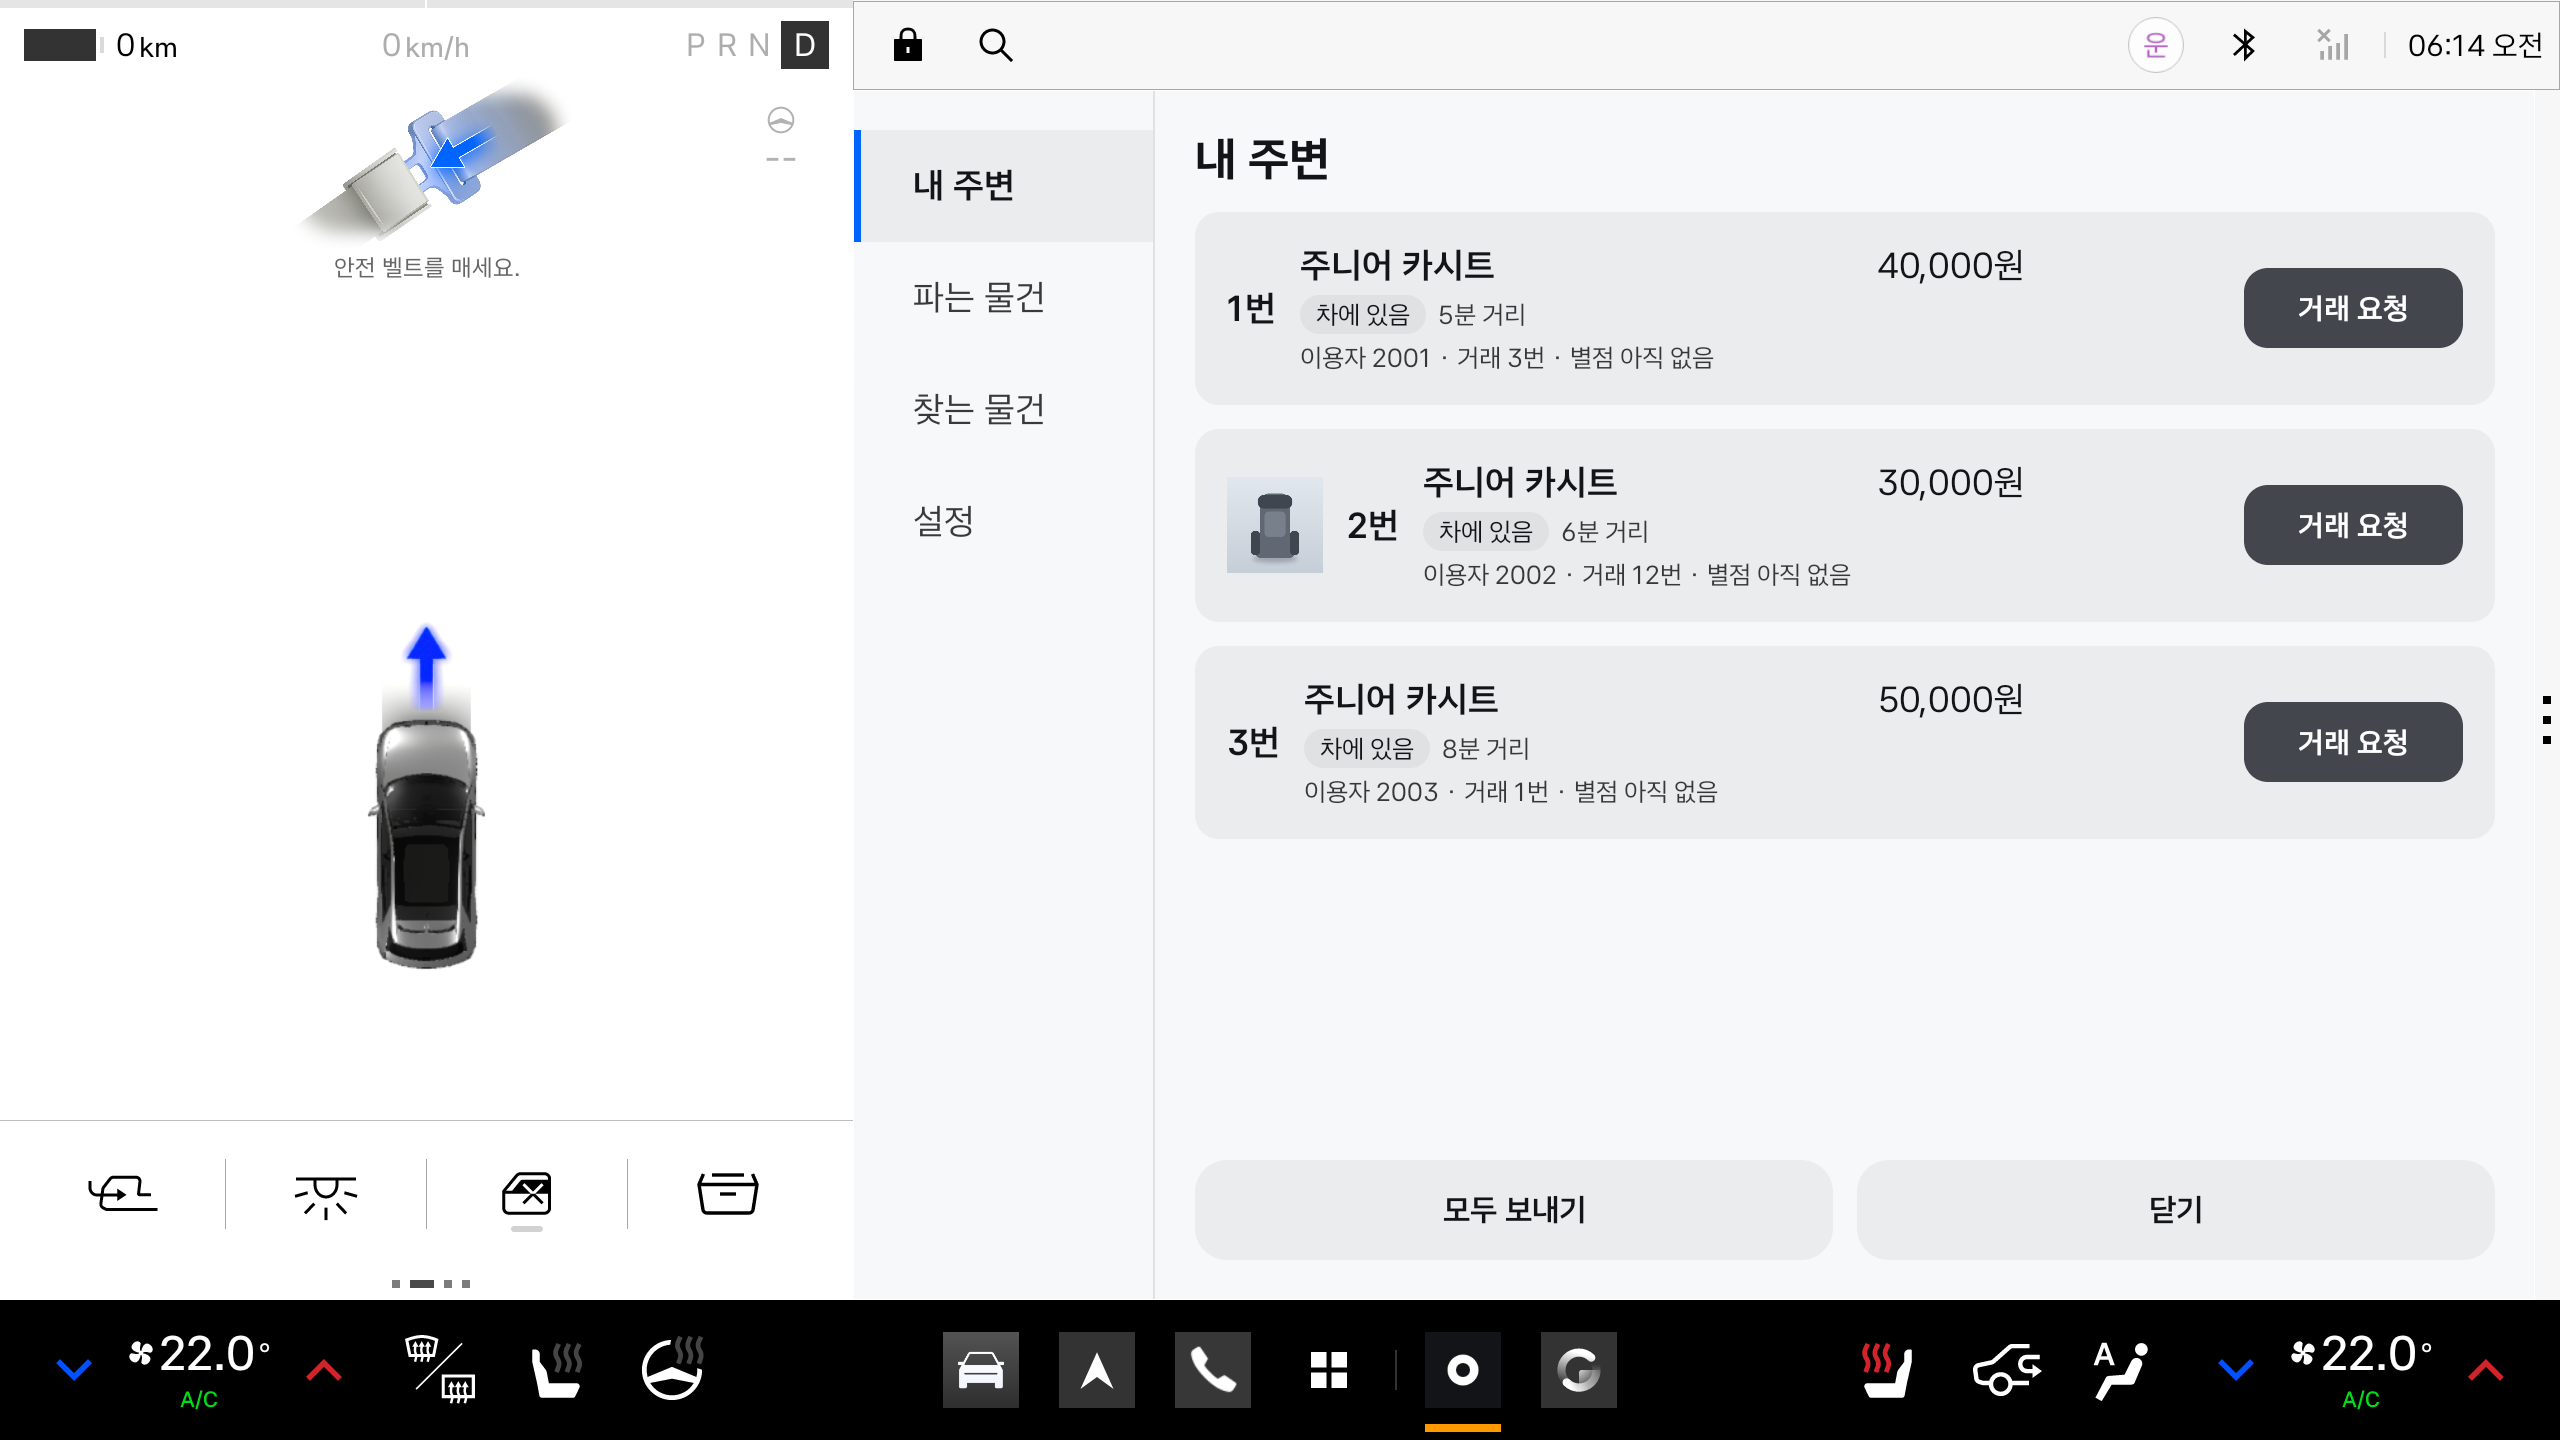 0 km
0 km/h
P R N D
06:14 오전
운
안전 벨트를 매세요.
내 주변
파는 물건
찾는 물건
설정
내 주변
1번
주니어 카시트
40,000원
차에 있음 5분 거리
이용자 2001 · 거래 3번 · 별점 아직 없음
거래 요청
2번
주니어 카시트
30,000원
차에 있음 6분 거리
이용자 2002 · 거래 12번 · 별점 아직 없음
거래 요청
3번
주니어 카시트
50,000원
차에 있음 8분 거리
이용자 2003 · 거래 1번 · 별점 아직 없음
거래 요청
모두 보내기
닫기
22.0°
A/C
A
22.0°
A/C